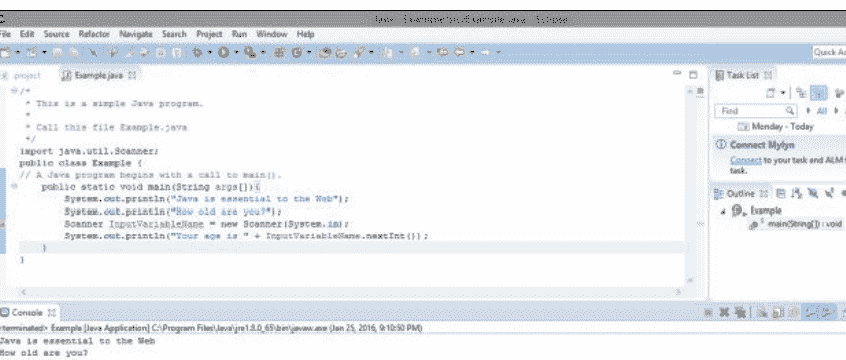 File Edit Source Refactor Navigate Search Project Run Window Help
Quick Ac
project Example.java
/*
* This is a simple Java program.
*
* Call this file Example.java
*/
import java.util.Scanner;
public class Example {
// A Java program begins with a call to main().
public static void main(String args[]){
System.out.println("Java is essential to the Web");
System.out.println("How old are you?");
Scanner InputVariableName = new Scanner(System.in);
System.out.println("Your age is " + InputVariableName.nextInt());
}
}
Task List
Find All
Monday - Today
Connect Mylyn
Connect to your task and ALM
task.
Outline
Example
main(String[]) : void
Console
<terminated> Example [Java Application] C:\Program Files\Java\jre1.8.0_65\bin\javaw.exe (Jan 25, 2016, 9:10:50 PM)
Java is essential to the Web
How old are you?